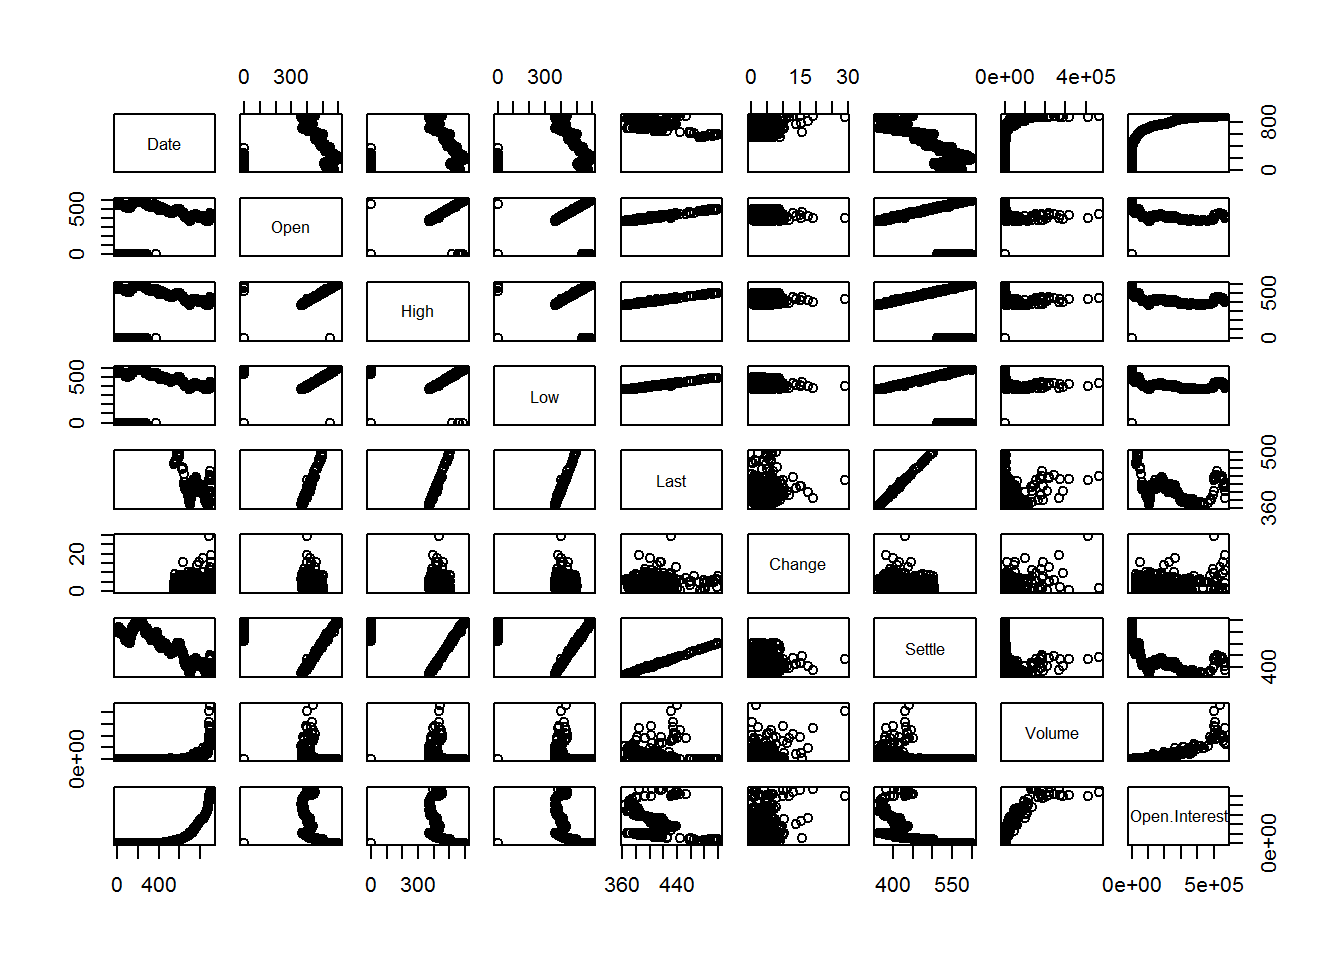 0 300 0 300 0 15 30 0e+00 4e+05
Date 0 800
0 500 Open
High 0 500
0 500 Low
Last 360 500
0 20 Change
Settle 400
0e+00 Volume
Open.Interest 0e+00
0 400 0 300 360 440 400 550 0e+00 5e+05